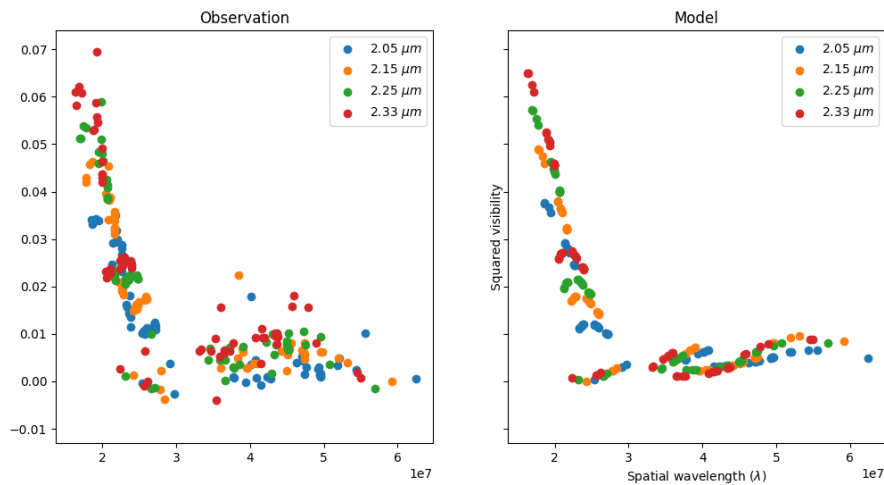 Observation
Model
0.07
0.06
0.05
0.04
0.03
0.02
0.01
0.00
−0.01
2.05 μm
2.15 μm
2.25 μm
2.33 μm
2.05 μm
2.15 μm
2.25 μm
2.33 μm
Squared visibility
2
3
4
5
6
1e7
2
3
4
5
6
1e7
Spatial wavelength (λ)